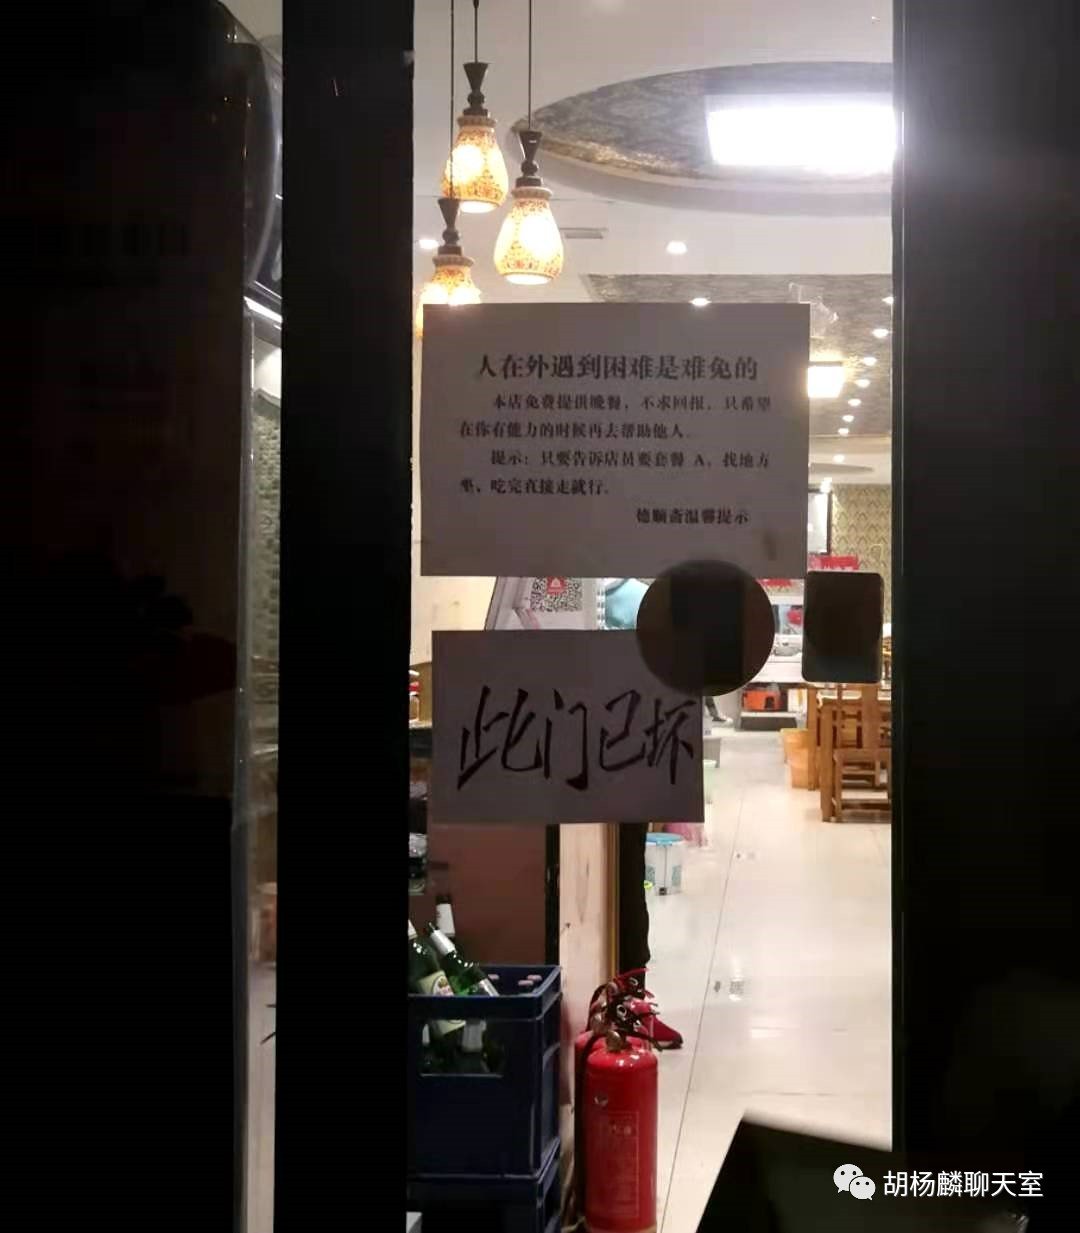 人在外遇到困难是难免的
本店免费提供晚餐，不求回报，只希望
在你有能力的时候再去帮助他人。
提示：只要告诉店员要套餐 A，找地方
坐，吃完直接走就行。
德顺斋温馨提示
此门已坏
胡杨麟聊天室